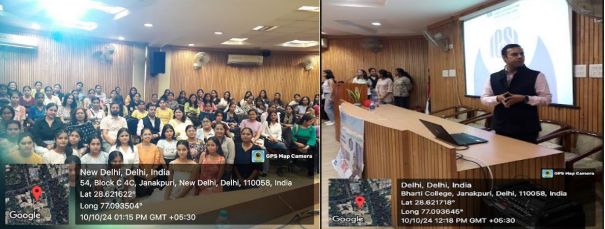 GPS Map Camera
New Delhi, Delhi, India
54, Block C 4C, Janakpuri, New Delhi, Delhi, 110058, India
Lat 28.621622°
Long 77.093504°
10/10/24 01:15 PM GMT +05:30
Google
GPS Map Camera
Delhi, Delhi, India
Bharti College, Janakpuri, Delhi, 110058, India
Lat 28.621718°
Long 77.093645°
10/10/24 12:18 PM GMT +05:30
Google